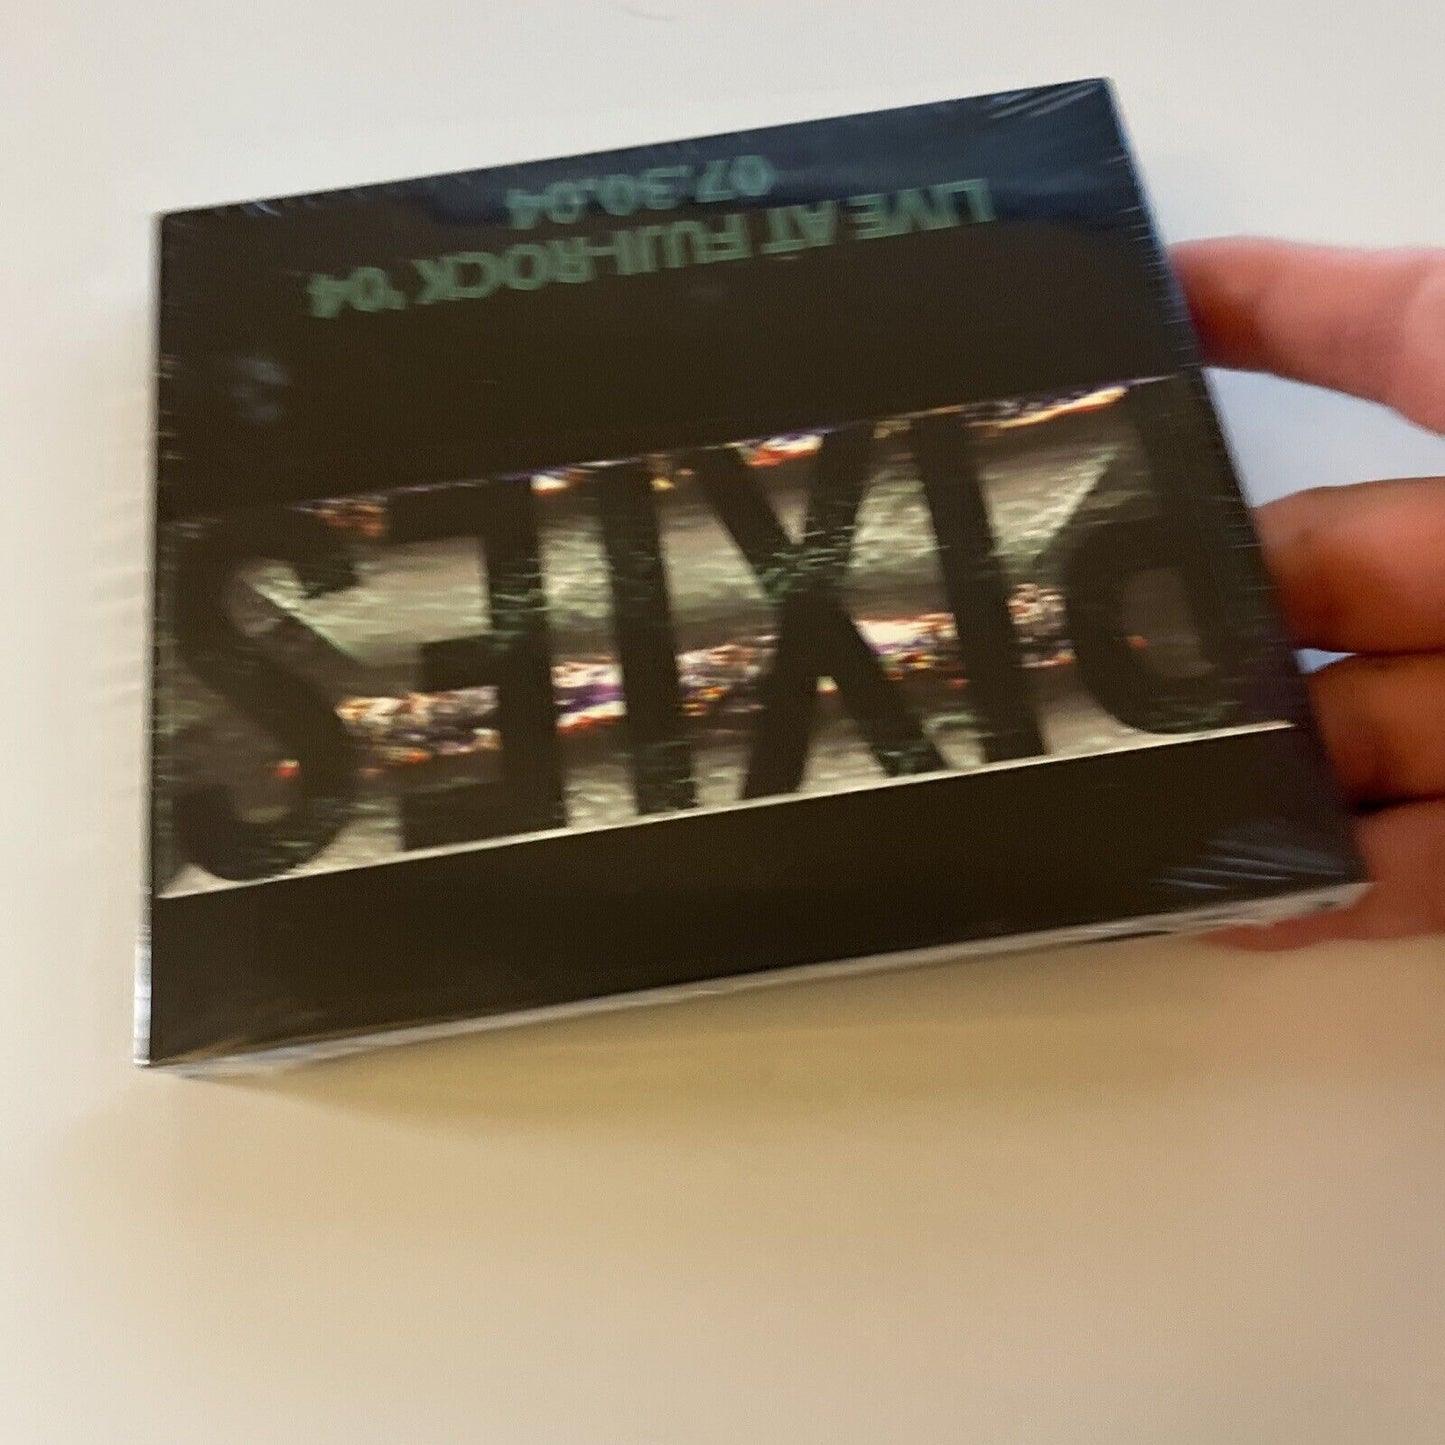 PIXIES
LIVE AT FUJI-ROCK '04
07.30.04